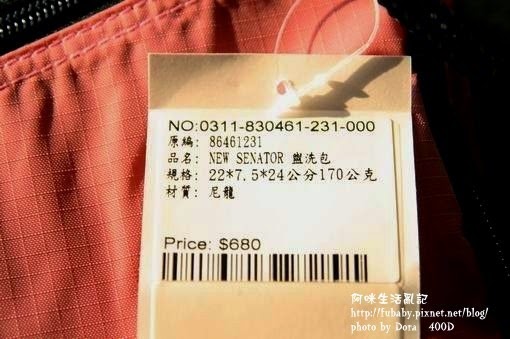 NO:0311-830461-231-000
原編: 86461231
品名: NEW SENATOR 盥洗包
規格: 22*7.5*24公分170公克
材質: 尼龍
Price: $680
阿咪生活亂記
http://fubaby.pixnet.net/blog/
photo by Dora 400D